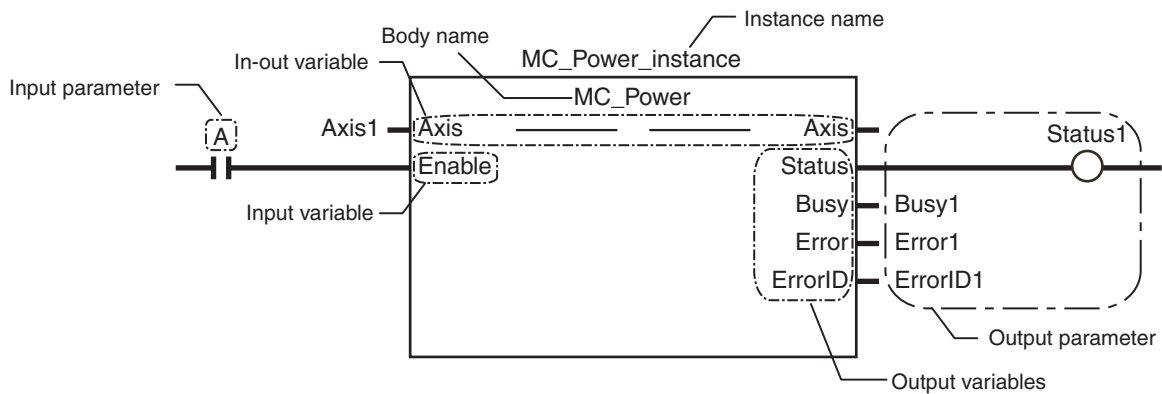 Instance name
Body name
In-out variable
MC_Power_instance
Input parameter
MC_Power
A
Axis1
Axis
Axis
Status1
Enable
Status
Input variable
Busy
Busy1
Error
Error1
ErrorID
ErrorID1
Output parameter
Output variables